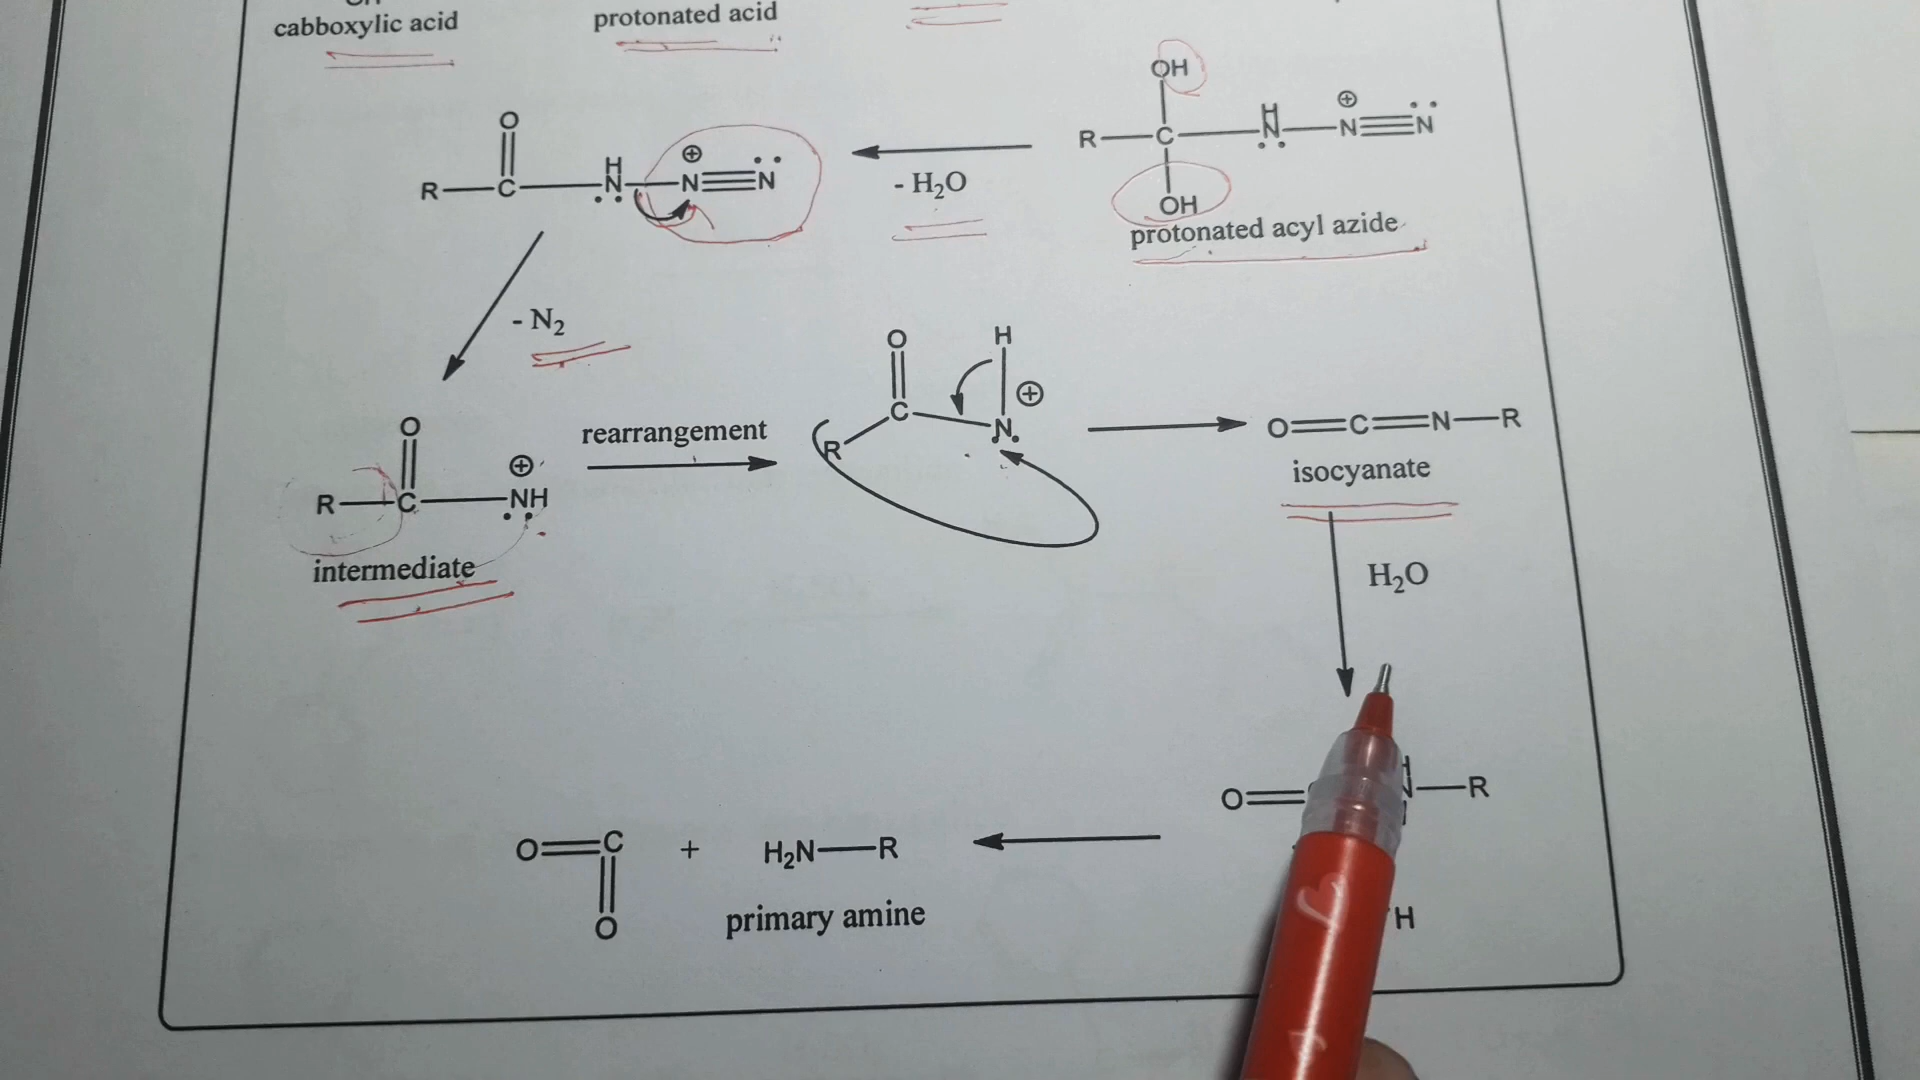 cabboxylic acid
protonated acid
OH
R—C—N—N≡N
H
⊕
OH
protonated acyl azide
O
R—C—N—N≡N
H
⊕
- H₂O
- N₂
O
R—C—NH
⊕
intermediate
rearrangement
O
H
R
C
N
⊕
O=C=N—R
isocyanate
H₂O
O=
—R
H
O=C
O
+
H₂N—R
primary amine